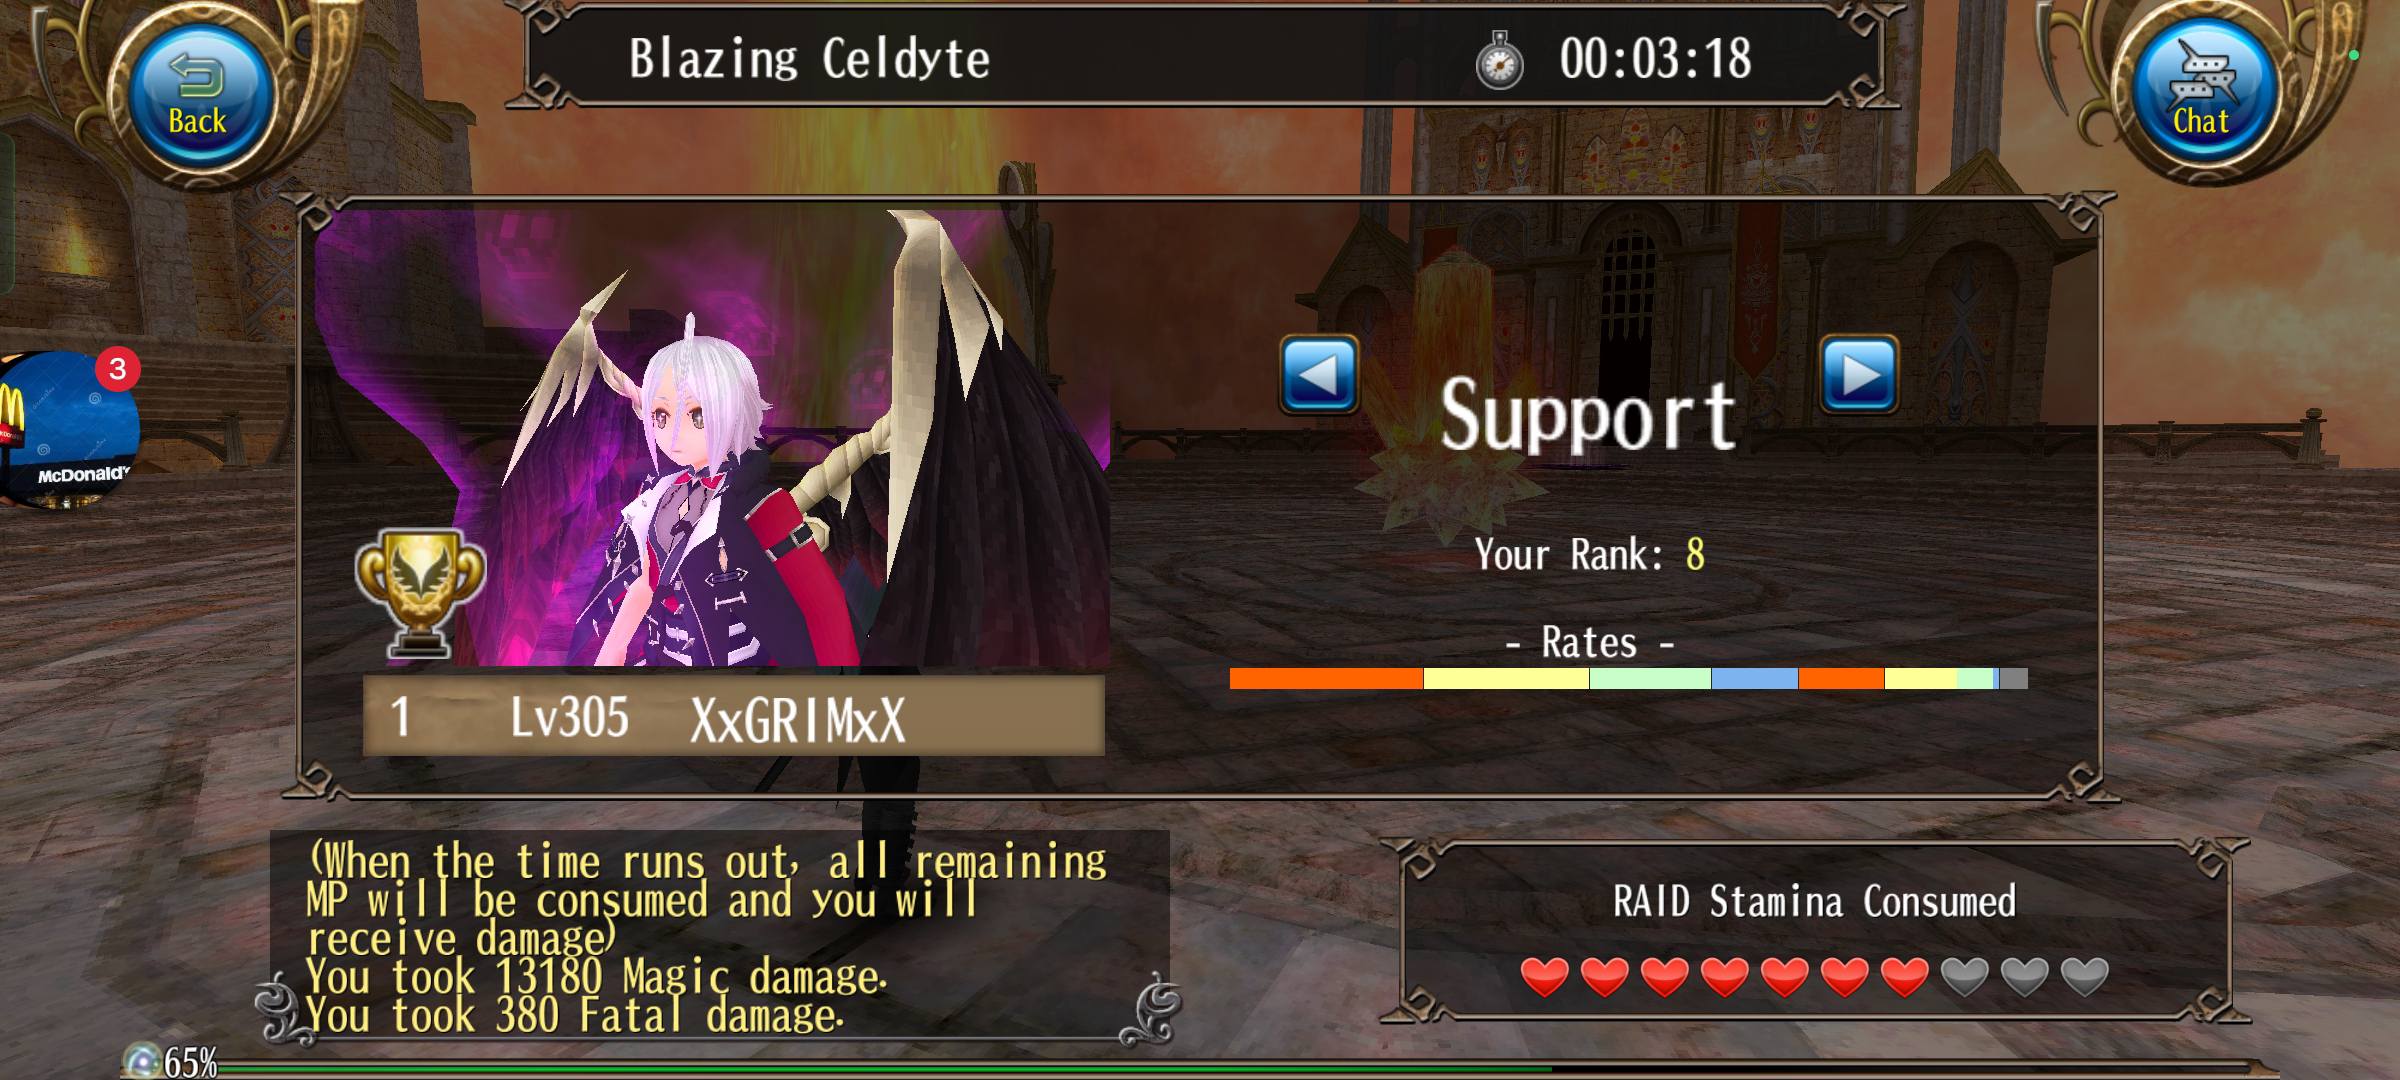 Back
Blazing Celdyte
00:03:18
Chat
3
McDonald's
Support
Your Rank: 8
- Rates -
1 Lv305 XxGRIMxX
(When the time runs out, all remaining
MP will be consumed and you will
receive damage)
You took 13180 Magic damage.
You took 380 Fatal damage.
RAID Stamina Consumed
65%